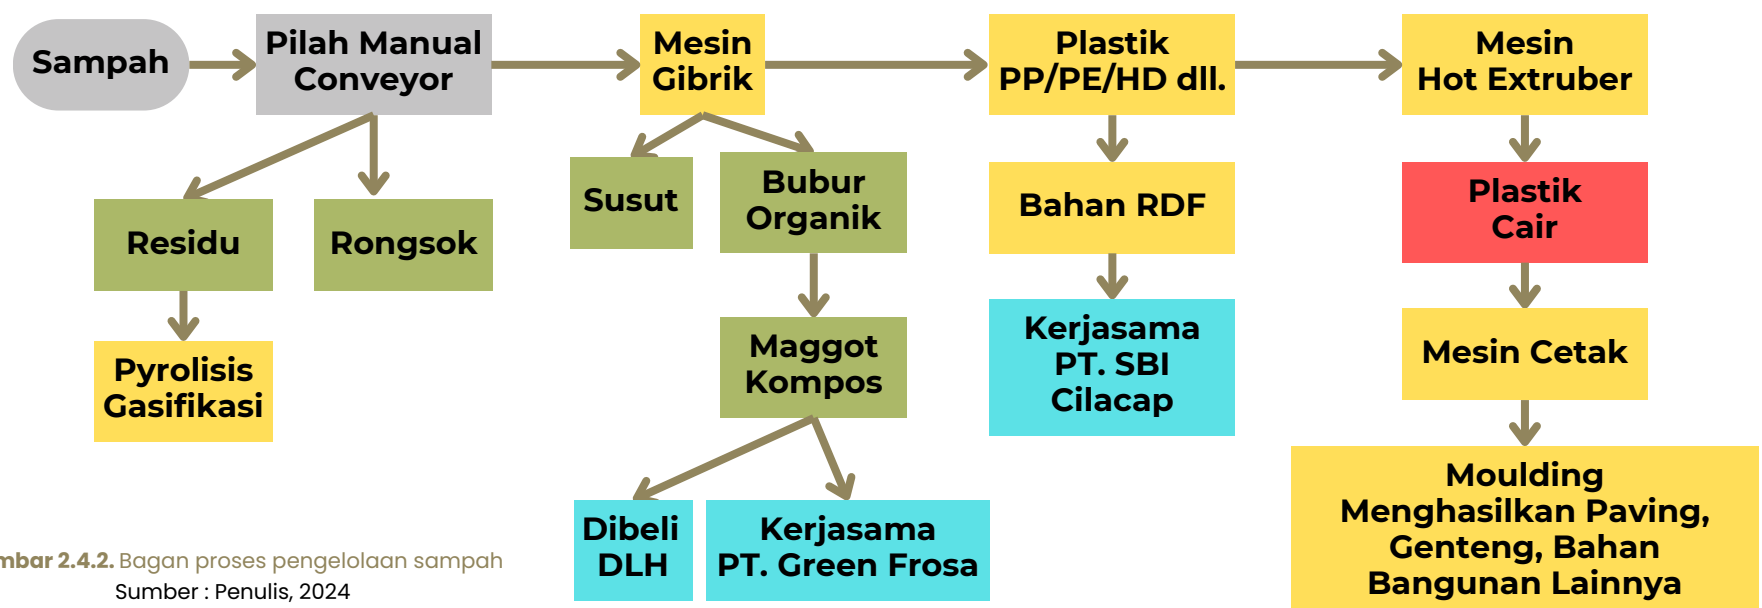 Sampah
Pilah Manual
Conveyor
Mesin
Gibrik
Plastik
PP/PE/HD dll.
Mesin
Hot Extruber
Residu
Rongsok
Susut
Bubur
Organik
Bahan RDF
Plastik
Cair
Pyrolisis
Gasifikasi
Maggot
Kompos
Kerjasama
PT. SBI
Cilacap
Mesin Cetak
Dibeli
DLH
Kerjasama
PT. Green Frosa
Moulding
Menghasilkan Paving,
Genteng, Bahan
Bangunan Lainnya
mbar 2.4.2. Bagan proses pengelolaan sampah
Sumber : Penulis, 2024